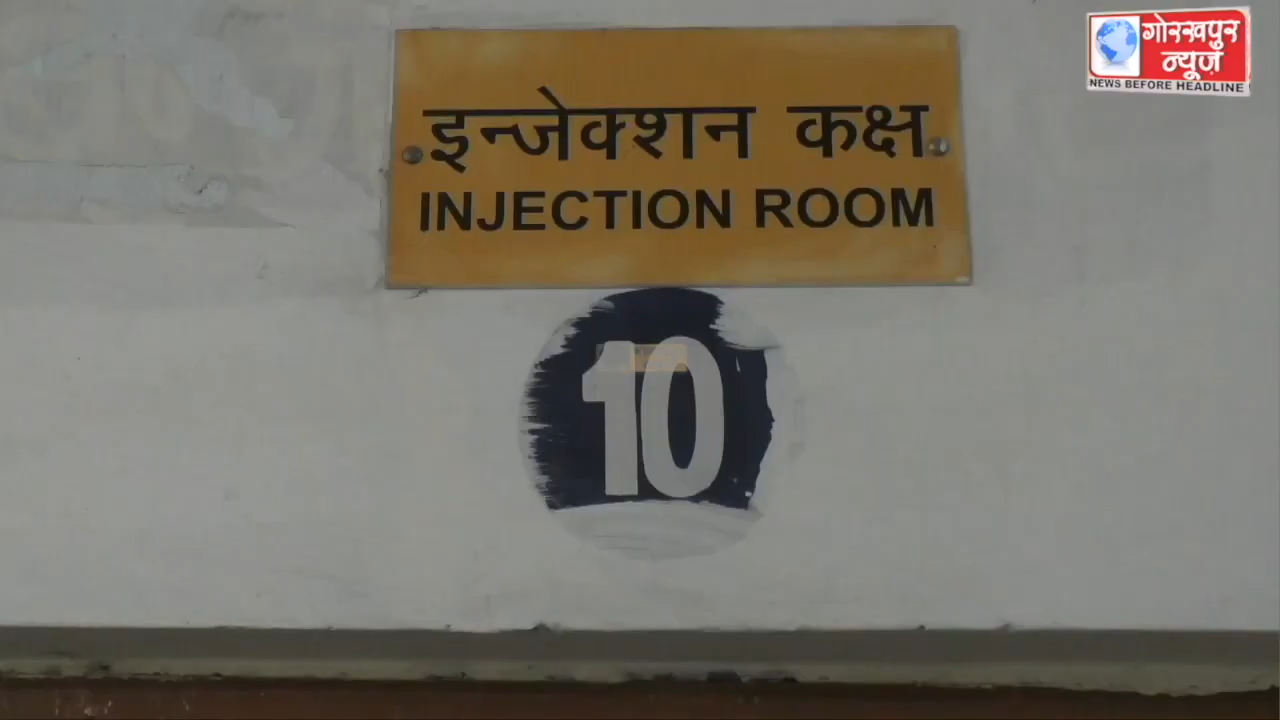 इन्जेक्शन कक्ष
INJECTION ROOM
10
गोरखपुर
न्यूज़
NEWS BEFORE HEADLINE